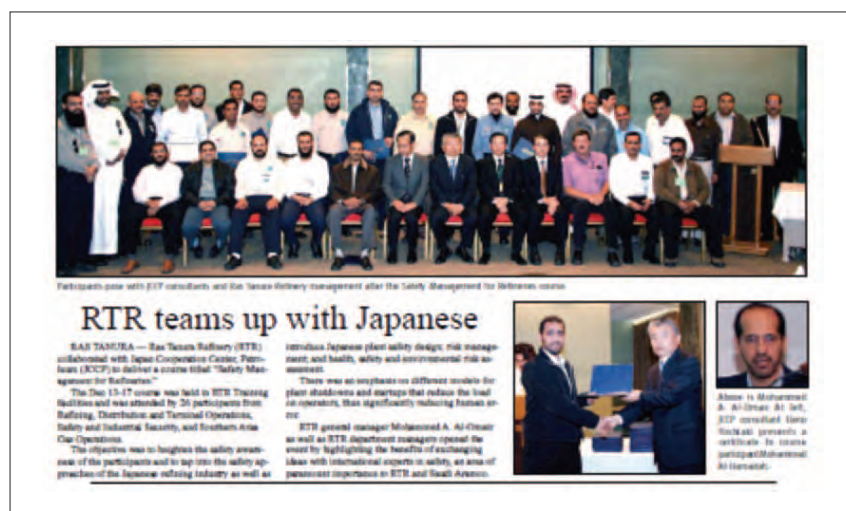 Participants pose with JCCP consultants and Ras Tanura Refinery management after the Safety Management for Refineries course.
RTR teams up with Japanese
RAS TANURA — Ras Tanura Refinery (RTR)
collaborated with Japan Cooperation Center, Petro-
leum (JCCP) to deliver a course titled "Safety Man-
agement for Refineries."
The Dec 13-17 course was held in RTR Training
facilities and was attended by 26 participants from
Refining, Distribution and Terminal Operations,
Safety and Industrial Security, and Southern Area
Gas Operations.
The objective was to heighten the safety aware-
ness of the participants and to tap into the safety ap-
proaches of the Japanese refining industry as well as
introduce Japanese plant safety design; risk manage-
ment; and health, safety and environmental risk as-
sessment.
There was an emphasis on different models for
plant shutdowns and startups that reduce the load
on operators, thus significantly reducing human er-
ror.
RTR general manager Mohammed A. Al-Omair
as well as RTR department managers opened the
event by highlighting the benefits of exchanging
ideas with international experts in safety, an area of
paramount importance to RTR and Saudi Aramco.
Above is Mohammed
A. Al-Omair. At left,
JCCP consultant
presents a
certificate to course
participant Mohammed